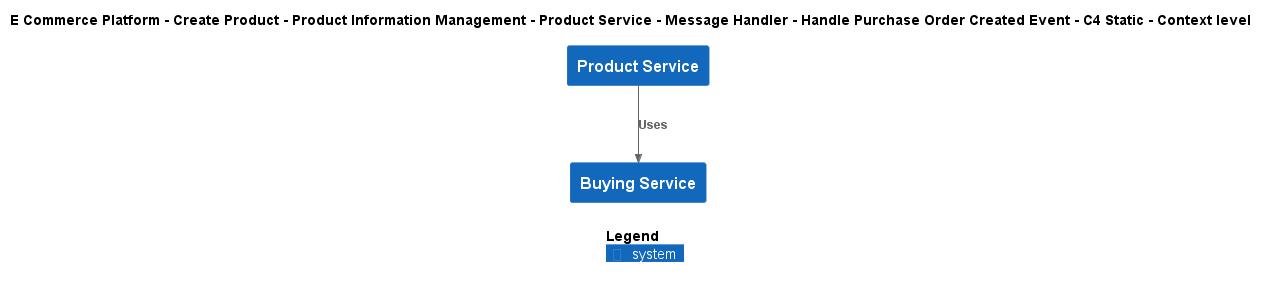 E Commerce Platform - Create Product - Product Information Management - Product Service - Message Handler - Handle Purchase Order Created Event - C4 Static - Context level
Product Service
Uses
Buying Service
Legend
system